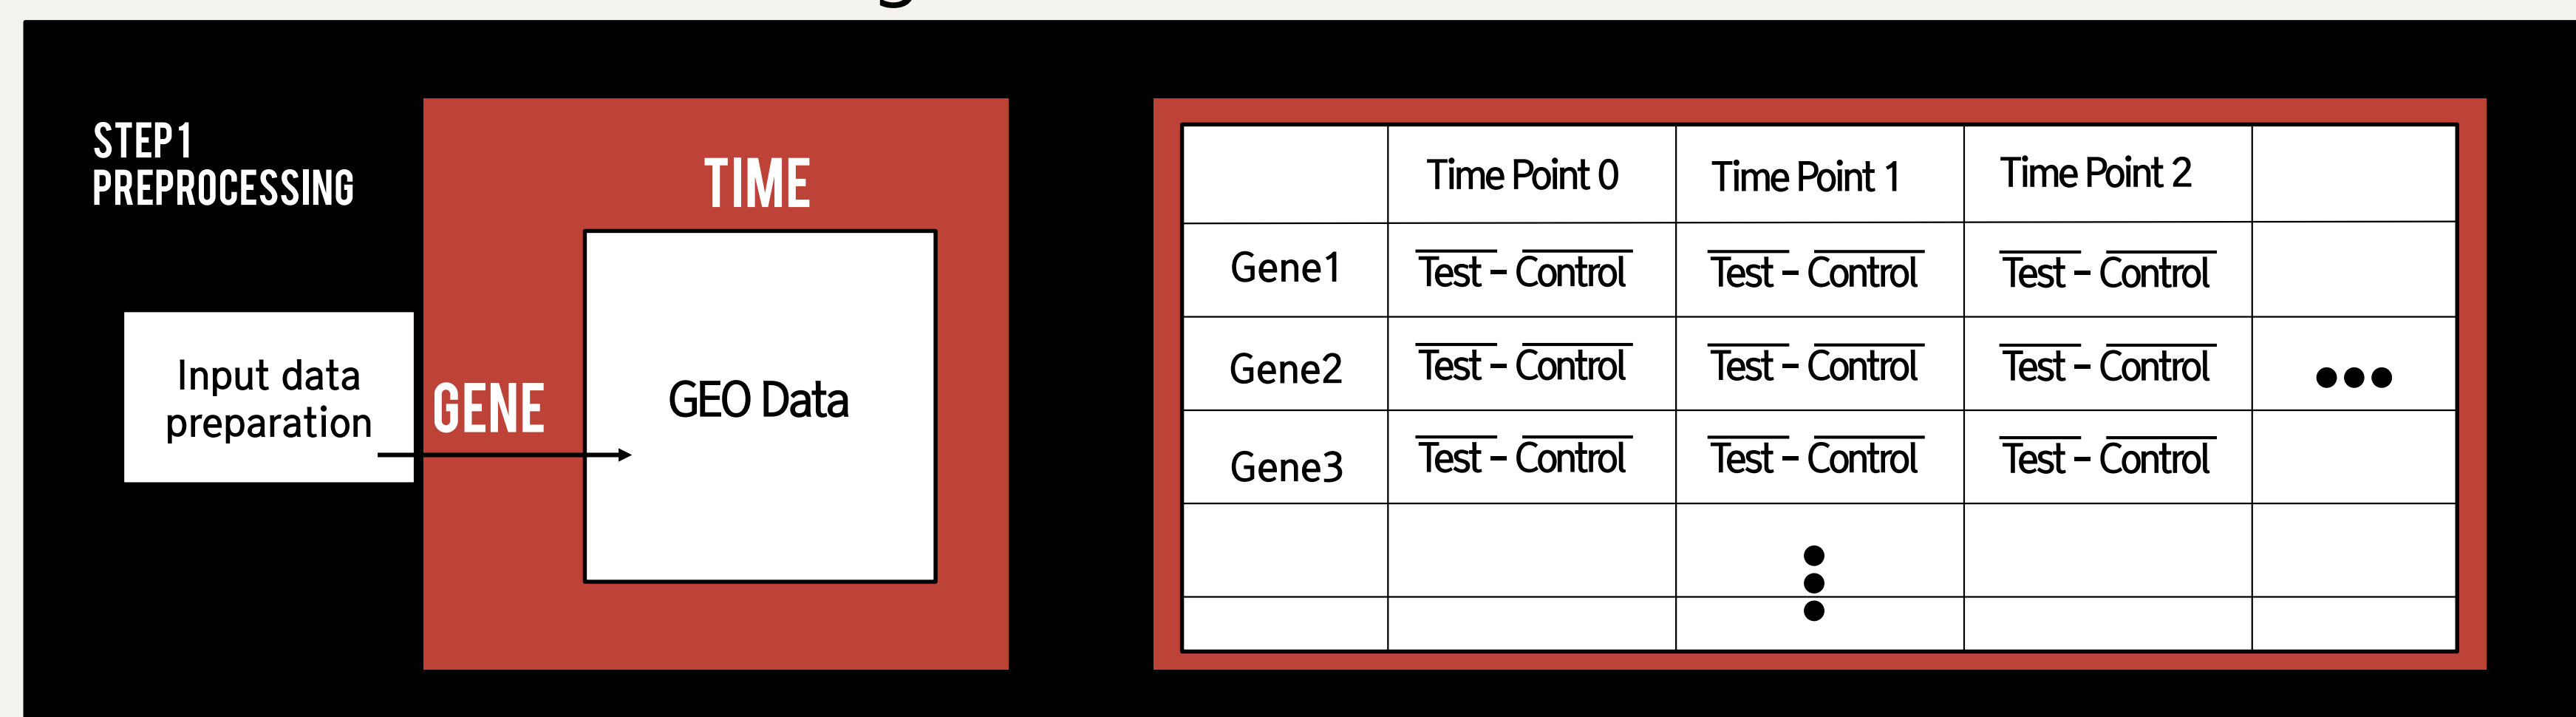 STEP1
PREPROCESSING
Input data
preparation
GENE
TIME
GEO Data
Time Point 0 Time Point 1 Time Point 2
Gene1 Test - Control Test - Control Test - Control
Gene2 Test - Control Test - Control Test - Control
Gene3 Test - Control Test - Control Test - Control